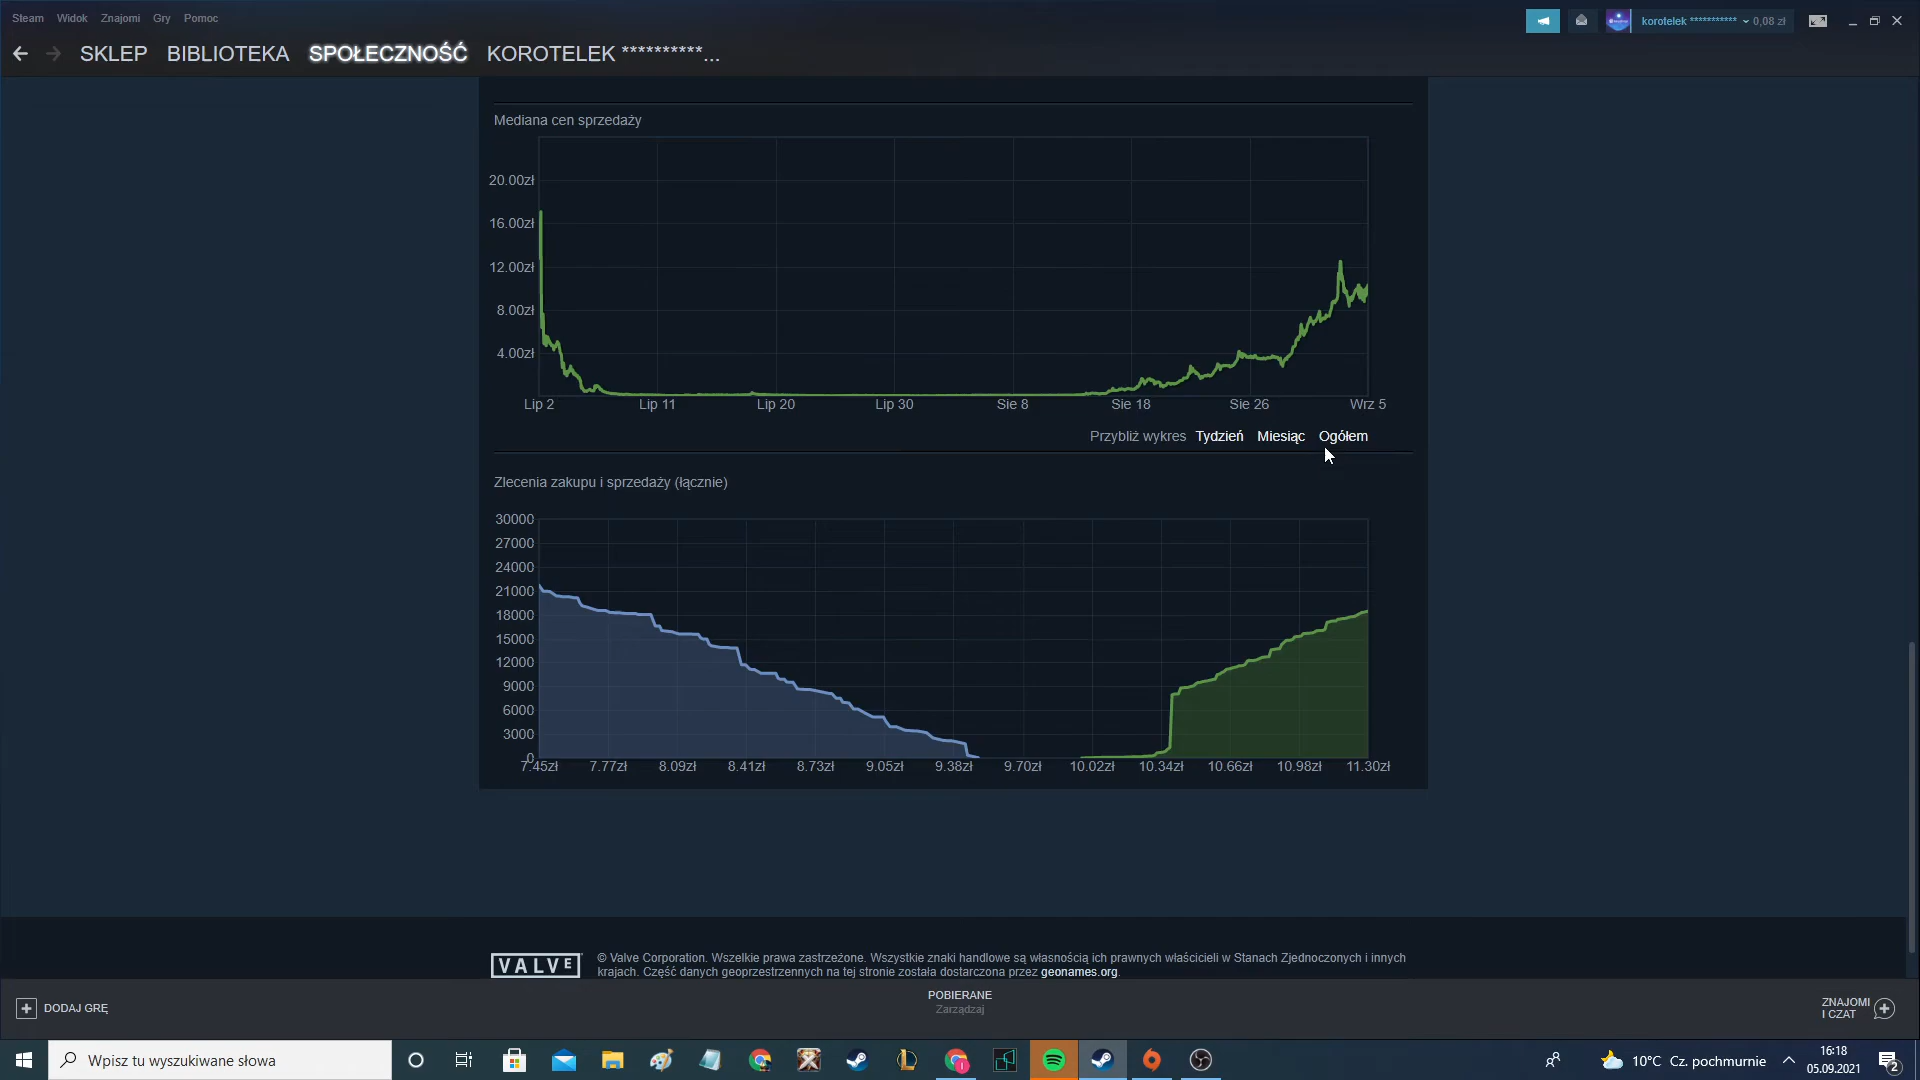 Steam Widok Znajomi Gry Pomoc
korotelek *********** 0,08 zł
SKLEP BIBLIOTEKA SPOŁECZNOŚĆ KOROTELEK **********...
Mediana cen sprzedaży
20.00zł
16.00zł
12.00zł
8.00zł
4.00zł
Lip 2 Lip 11 Lip 20 Lip 30 Sie 8 Sie 18 Sie 26 Wrz 5
Przybliż wykres Tydzień Miesiąc Ogółem
Zlecenia zakupu i sprzedaży (łącznie)
30000
27000
24000
21000
18000
15000
12000
9000
6000
3000
0
7.45zł 7.77zł 8.09zł 8.41zł 8.73zł 9.05zł 9.38zł 9.70zł 10.02zł 10.34zł 10.66zł 10.98zł 11.30zł
VALVE
© Valve Corporation. Wszelkie prawa zastrzeżone. Wszystkie znaki handlowe są własnością ich prawnych właścicieli w Stanach Zjednoczonych i innych
krajach. Część danych geoprzestrzennych na tej stronie została dostarczona przez geonames.org.
DODAJ GRĘ
POBIERANE
Zarządzaj
ZNAJOMI
I CZAT
Wpisz tu wyszukiwane słowa
10°C Cz. pochmurnie
16:18
05.09.2021
2